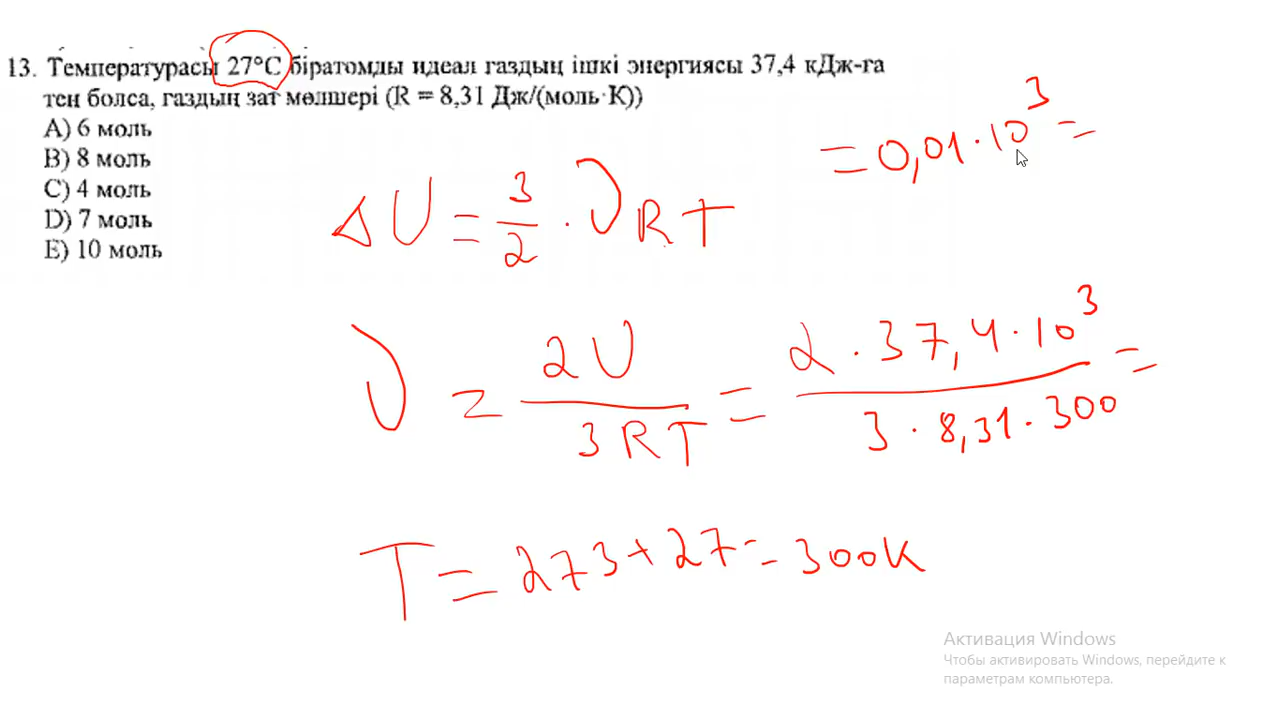 13. Температурасы 27°C біратомды идеал газдың ішкі энергиясы 37,4 кДж-ға
тең болса, газдың зат мөлшері (R = 8,31 Дж/(моль·К))
A) 6 моль
B) 8 моль
C) 4 моль
D) 7 моль
E) 10 моль
= 0,01 · 10³ =
ΔU = 3/2 · νRT
ν = 2U / 3RT = 2 · 37,4 · 10³ / 3 · 8,31 · 300 =
T = 273 + 27 = 300K
Активация Windows
Чтобы активировать Windows, перейдите к
параметрам компьютера.